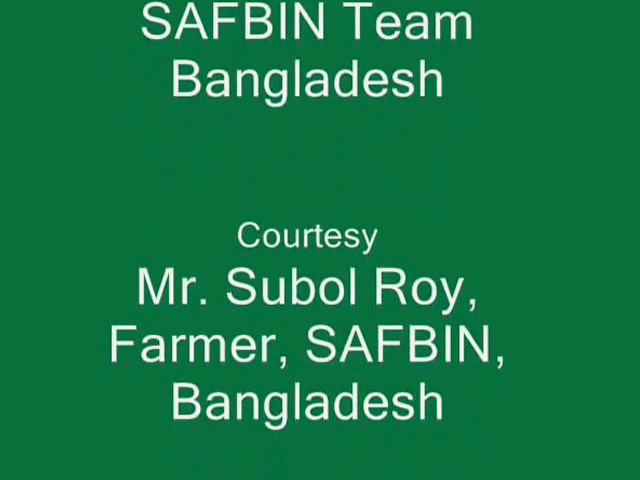 SAFBIN Team
Bangladesh
Courtesy
Mr. Subol Roy,
Farmer, SAFBIN,
Bangladesh